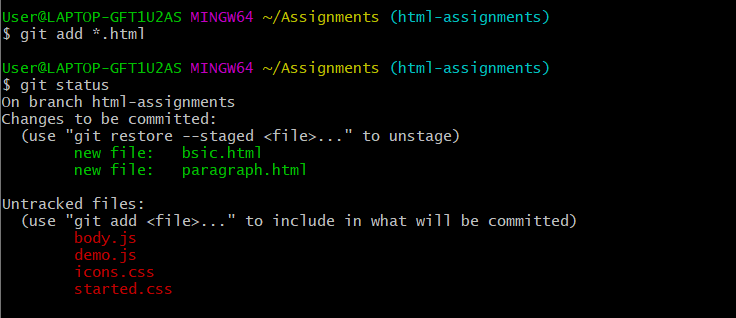 User@LAPTOP-GFT1U2AS MINGW64 ~/Assignments (html-assignments)
$ git add *.html
User@LAPTOP-GFT1U2AS MINGW64 ~/Assignments (html-assignments)
$ git status
On branch html-assignments
Changes to be committed:
  (use "git restore --staged <file>..." to unstage)
        new file:   bsic.html
        new file:   paragraph.html
Untracked files:
  (use "git add <file>..." to include in what will be committed)
        body.js
        demo.js
        icons.css
        started.css